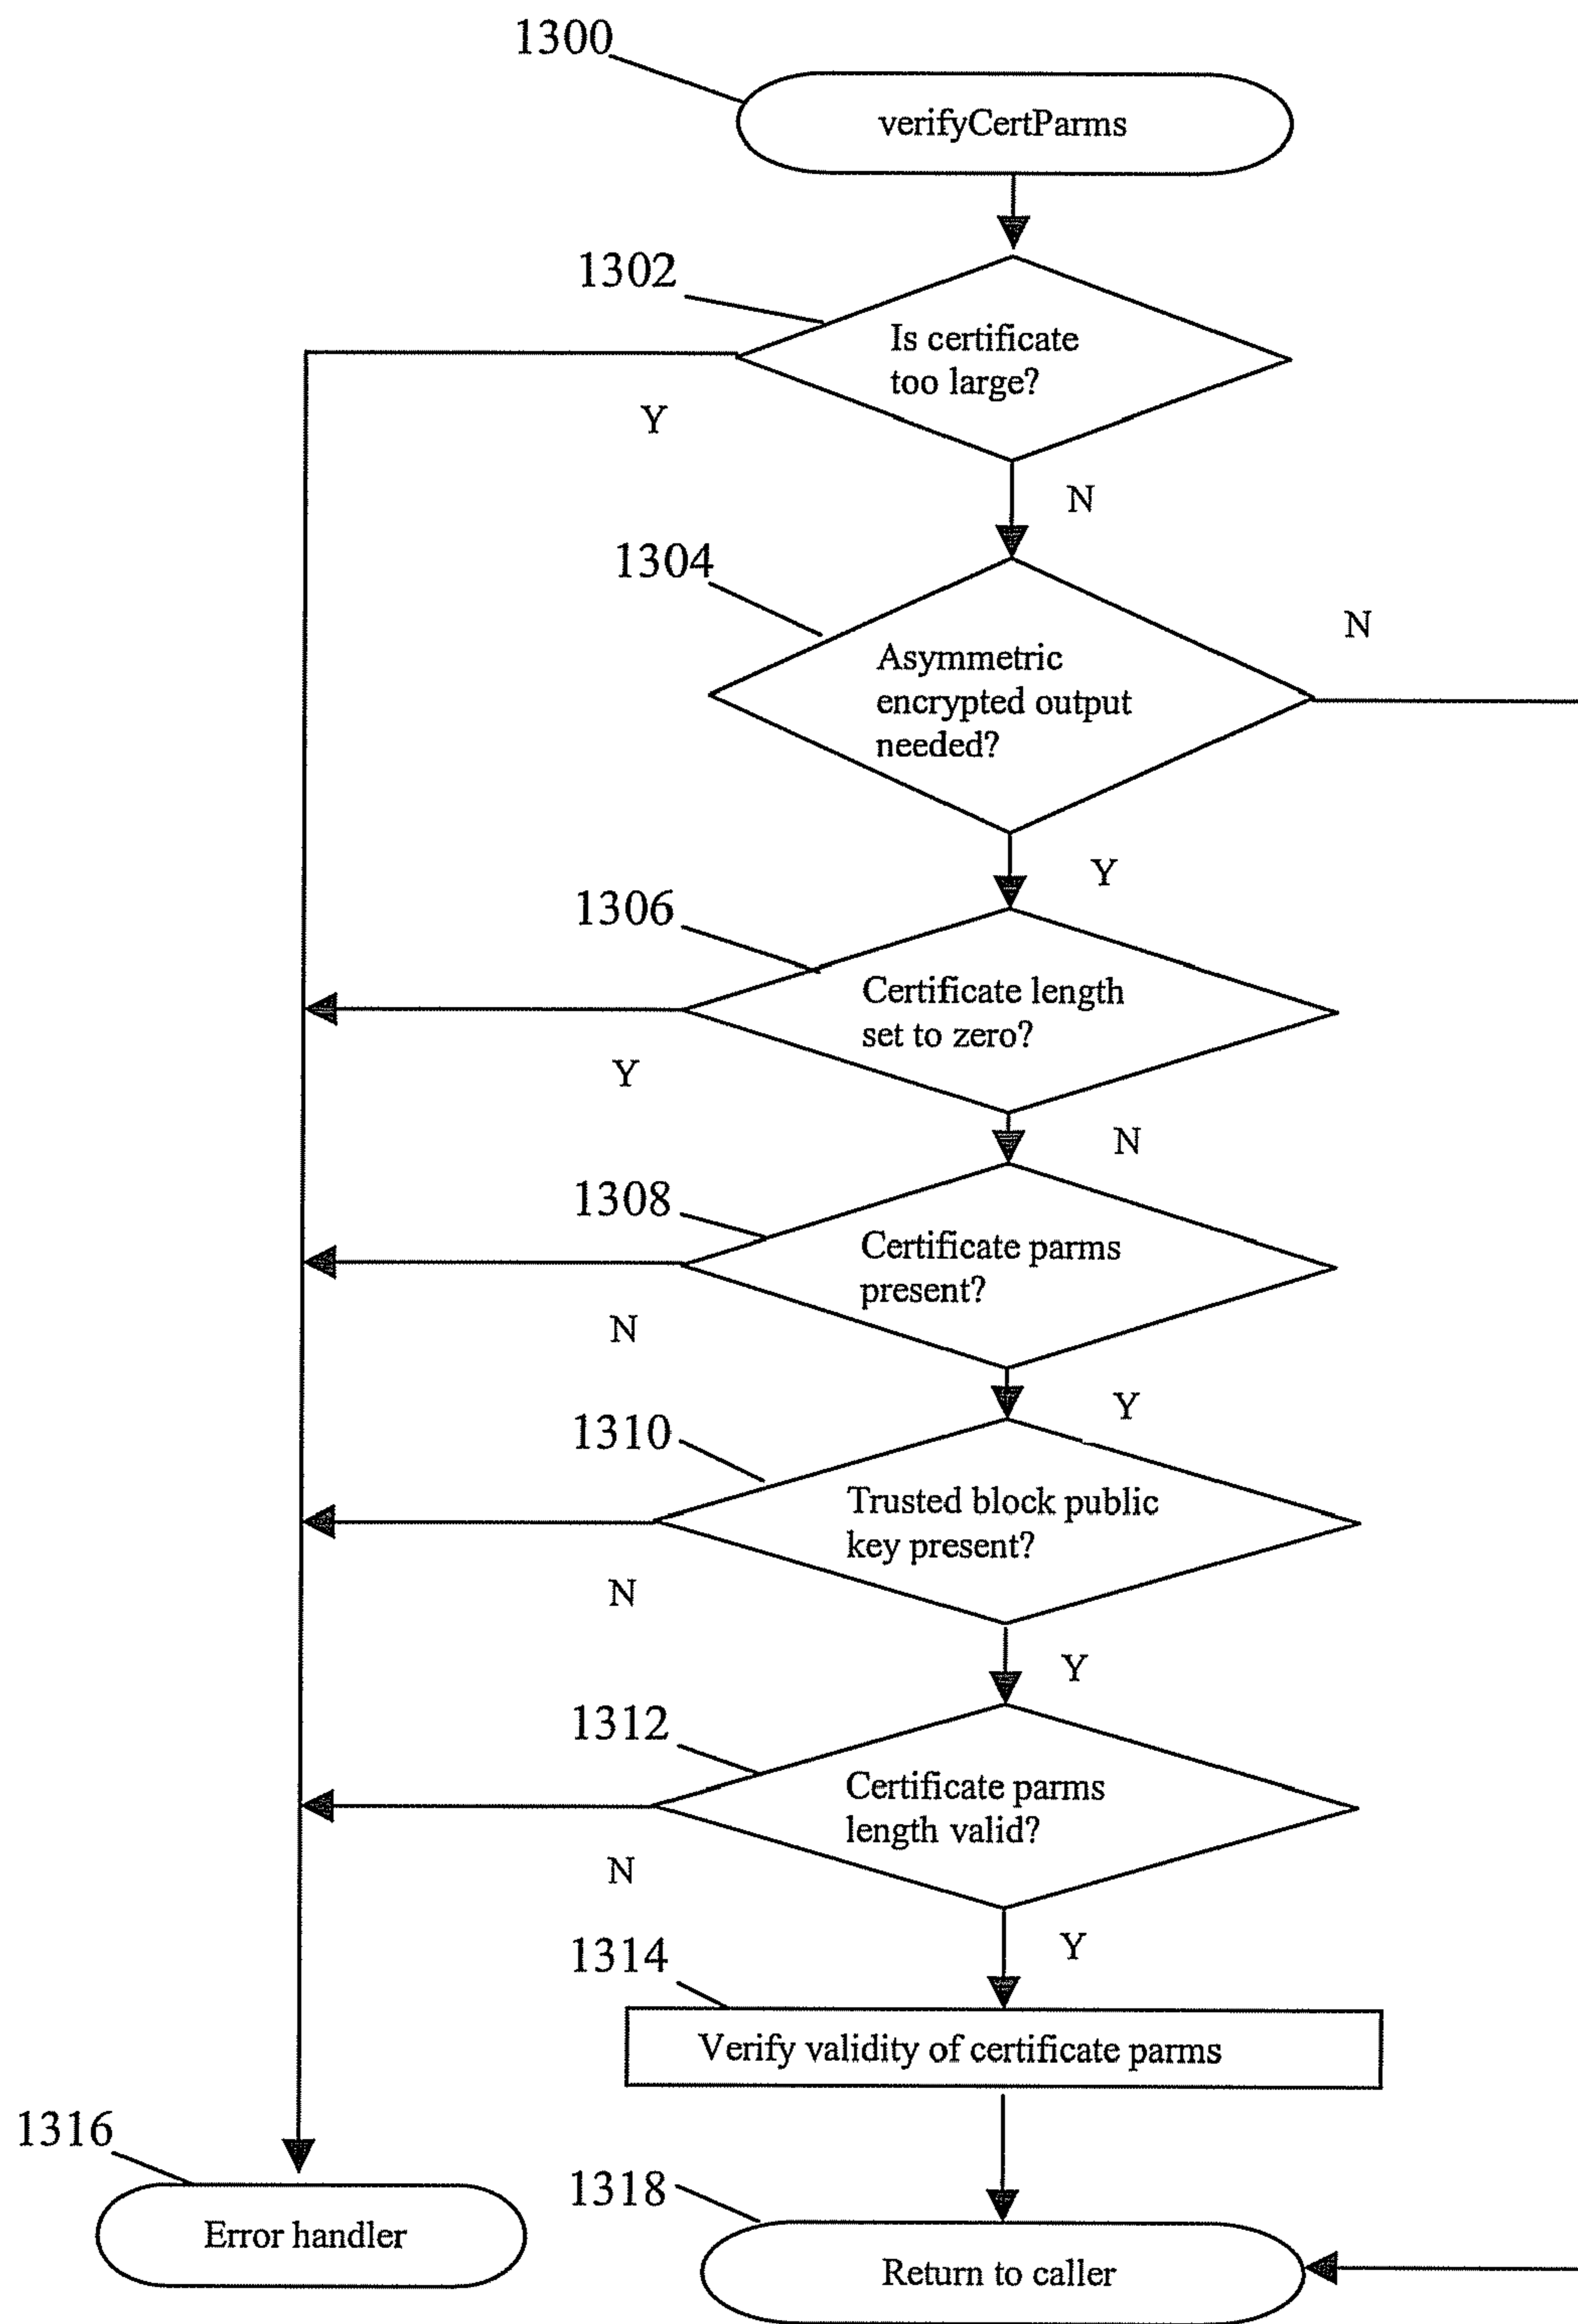 1300
verifyCertParms
1302
Is certificate
too large?
Y
N
1304
N
Asymmetric
encrypted output
needed?
Y
1306
Certificate length
set to zero?
Y
N
1308
Certificate parms
present?
N
Y
1310
Trusted block public
key present?
N
Y
1312
Certificate parms
length valid?
N
Y
1314
Verify validity of certificate parms
1316
Error handler
1318
Return to caller